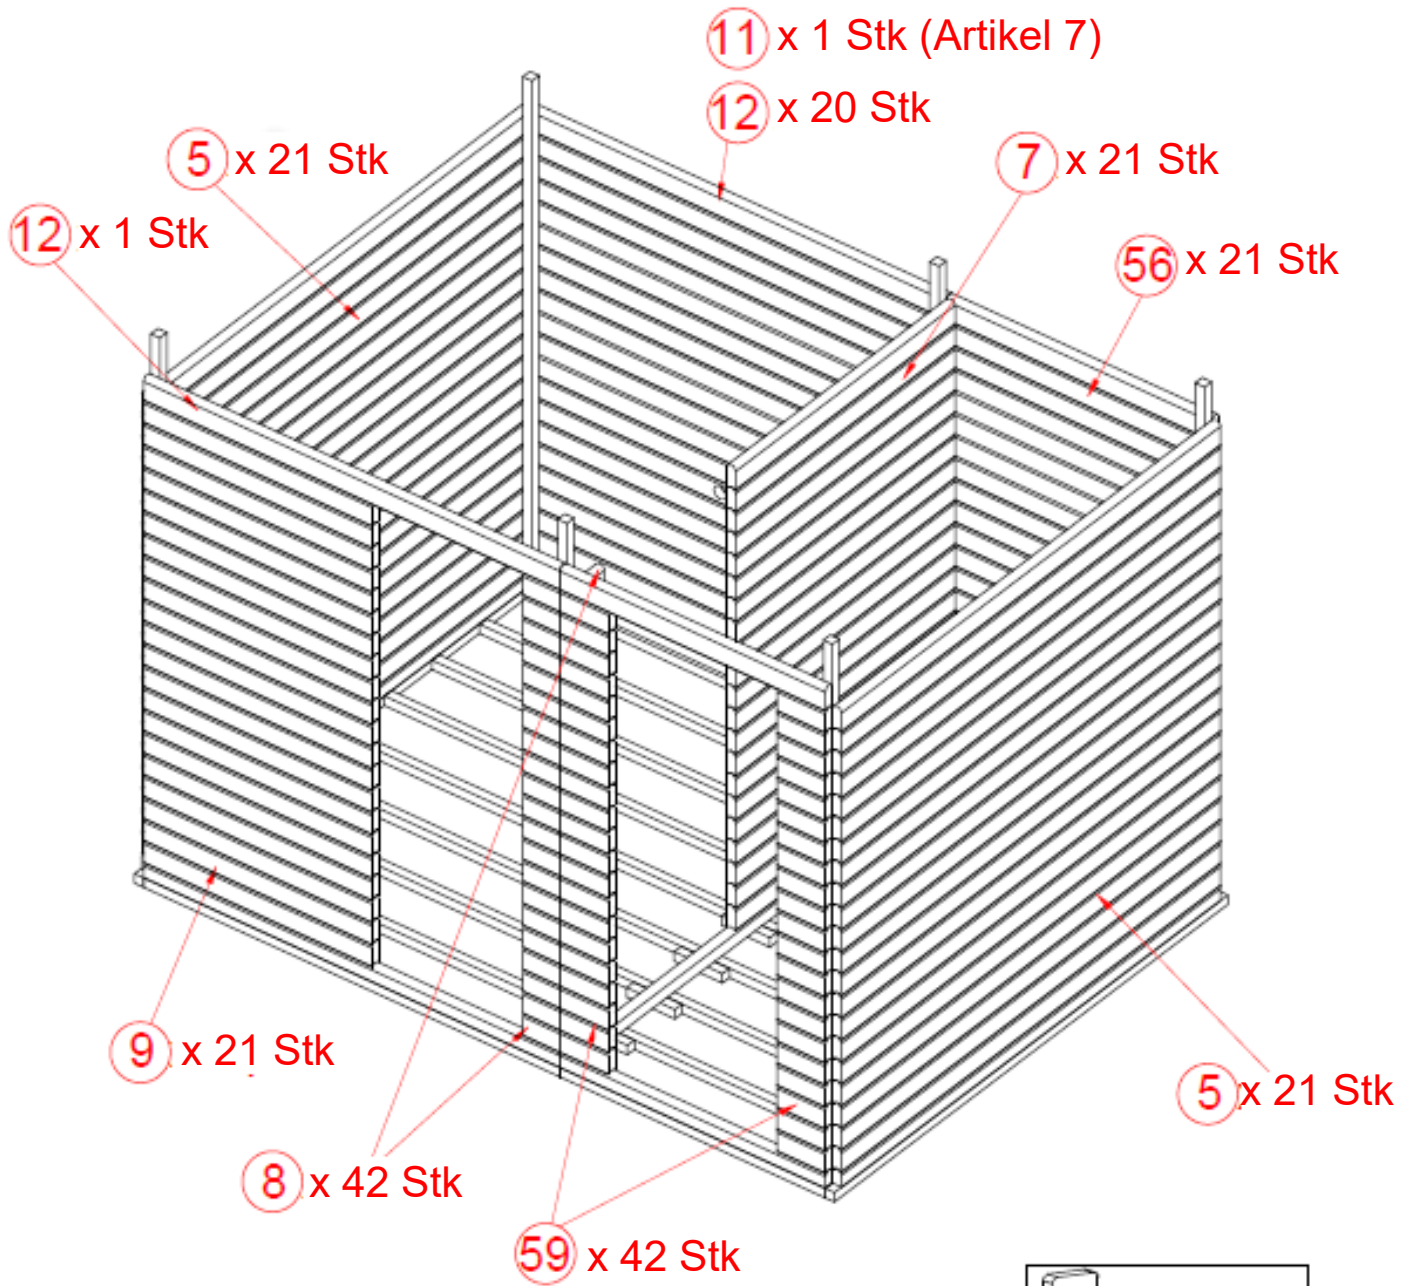 11 x 1 Stk (Artikel 7)
12 x 20 Stk
5 x 21 Stk
7 x 21 Stk
12 x 1 Stk
56 x 21 Stk
9 x 21 Stk
5 x 21 Stk
8 x 42 Stk
59 x 42 Stk